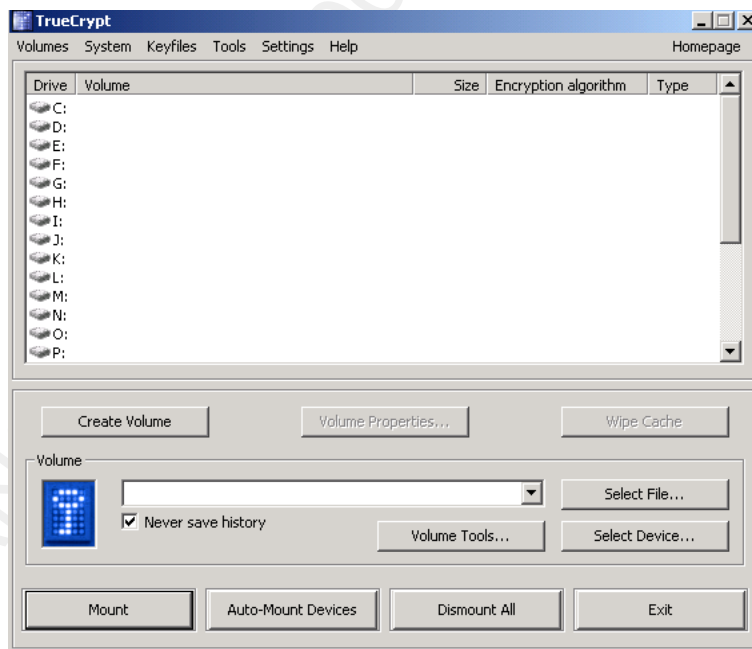 TrueCrypt
Volumes System Keyfiles Tools Settings Help Homepage
Drive Volume Size Encryption algorithm Type
C:
D:
E:
F:
G:
H:
I:
J:
K:
L:
M:
N:
O:
P:
Create Volume Volume Properties... Wipe Cache
Volume
Select File...
Never save history
Volume Tools... Select Device...
Mount Auto-Mount Devices Dismount All Exit